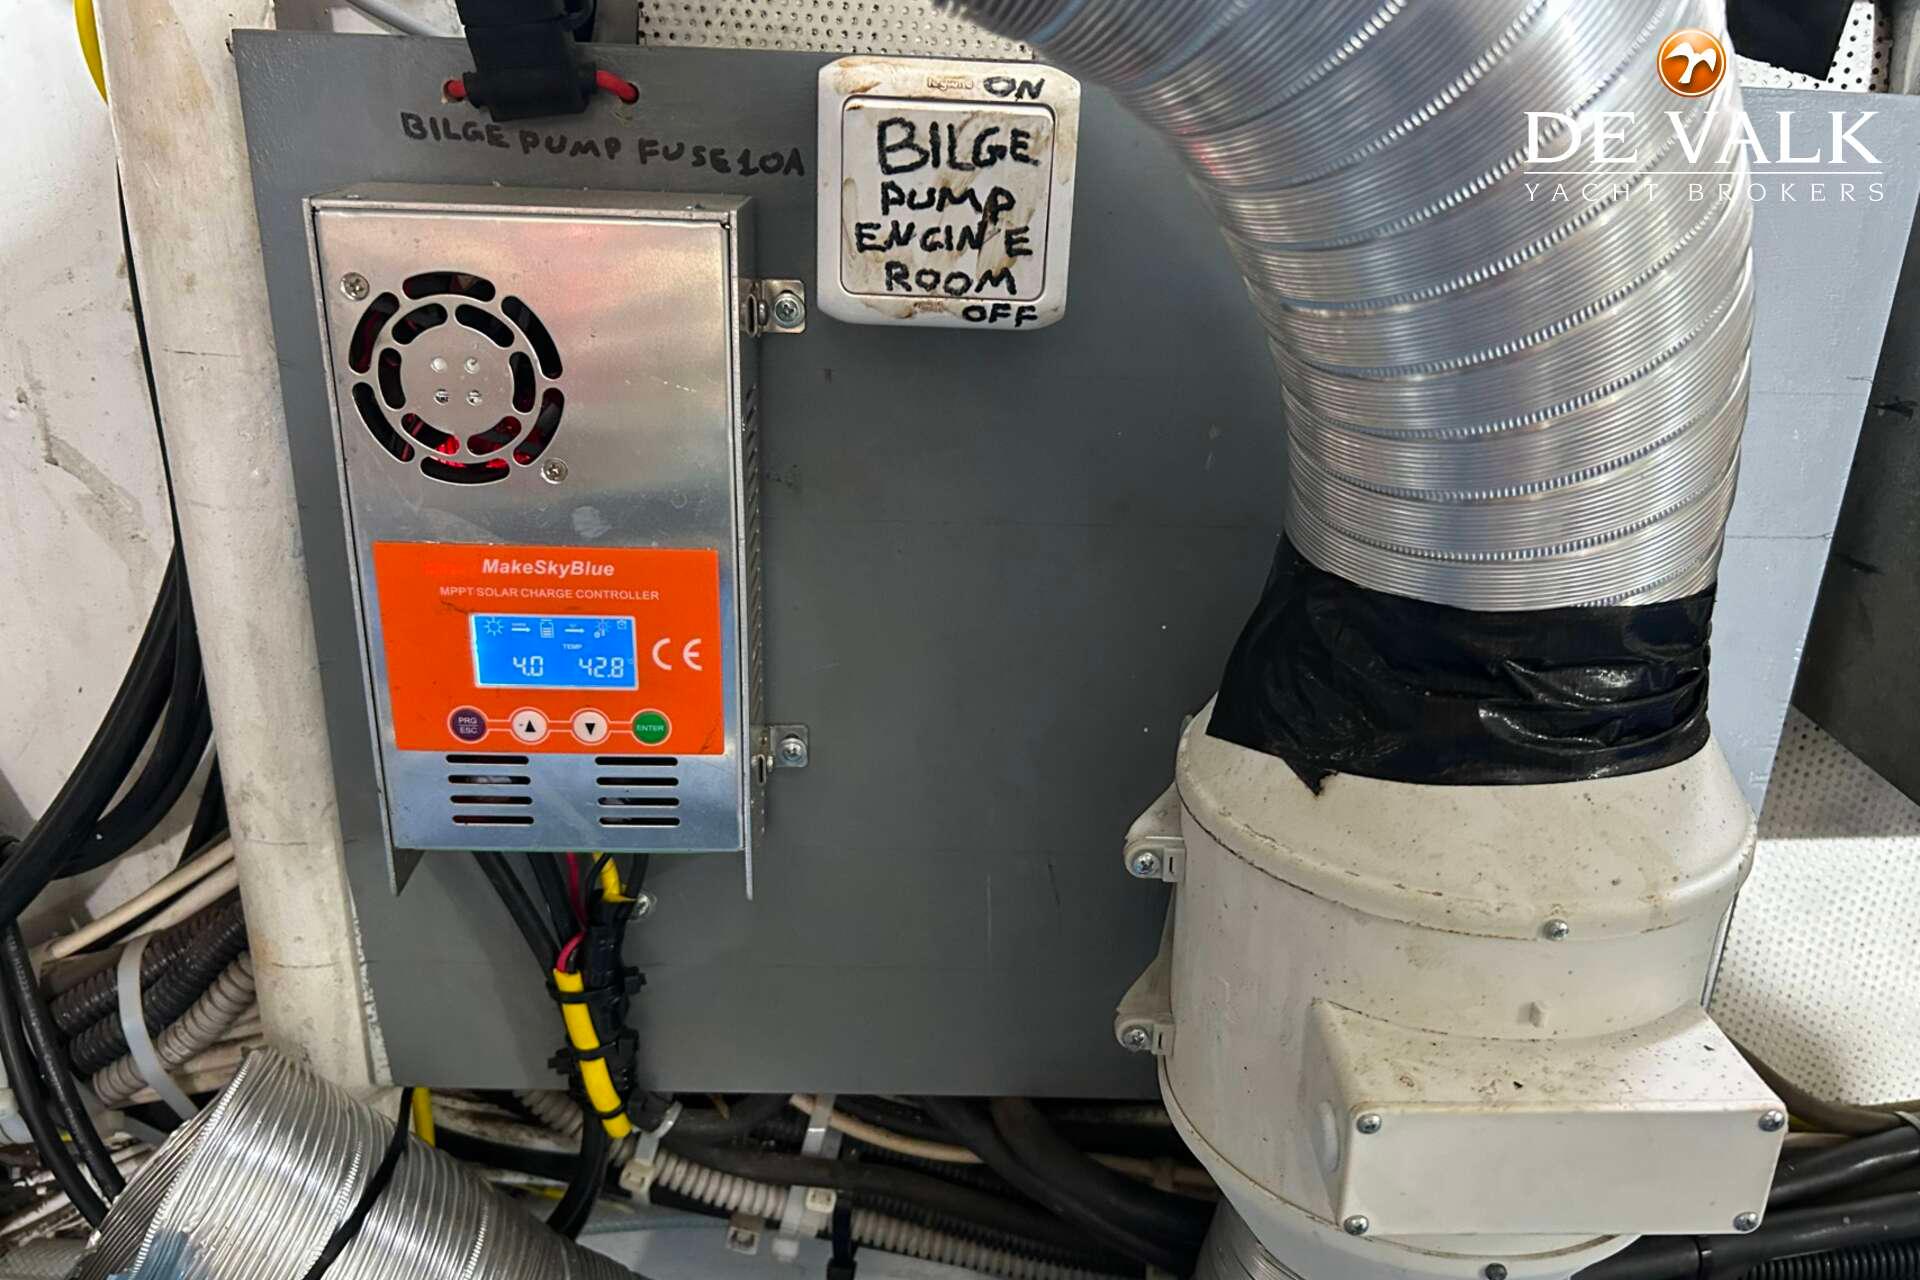 BILGE PUMP FUSE 10A
legrand ON
BILGE
PUMP
ENGINE
ROOM
OFF
DE VALK
YACHT BROKERS
MakeSkyBlue
MPPT SOLAR CHARGE CONTROLLER
TEMP
4.0 42.8
CE
PRG
ESC
ENTER